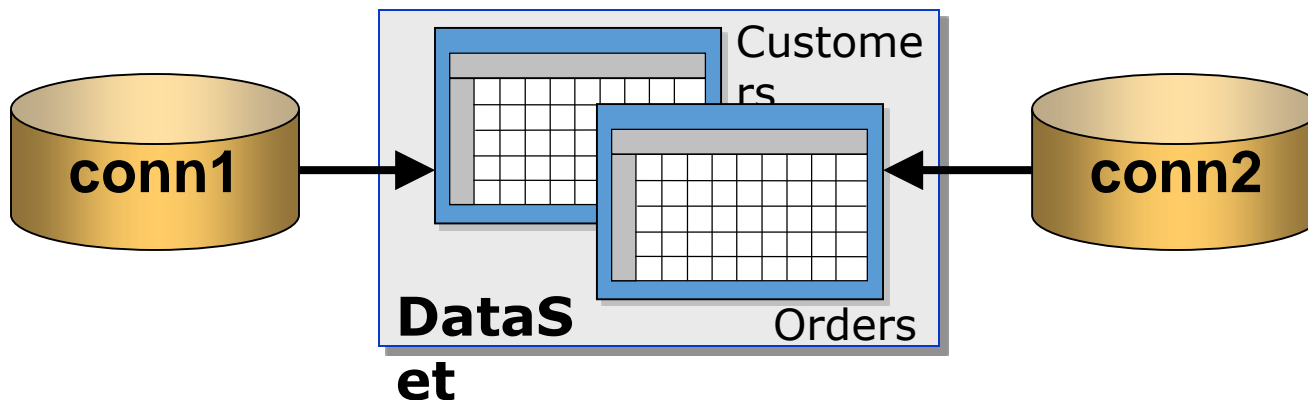 Custome
rs
conn1
conn2
DataS
et
Orders